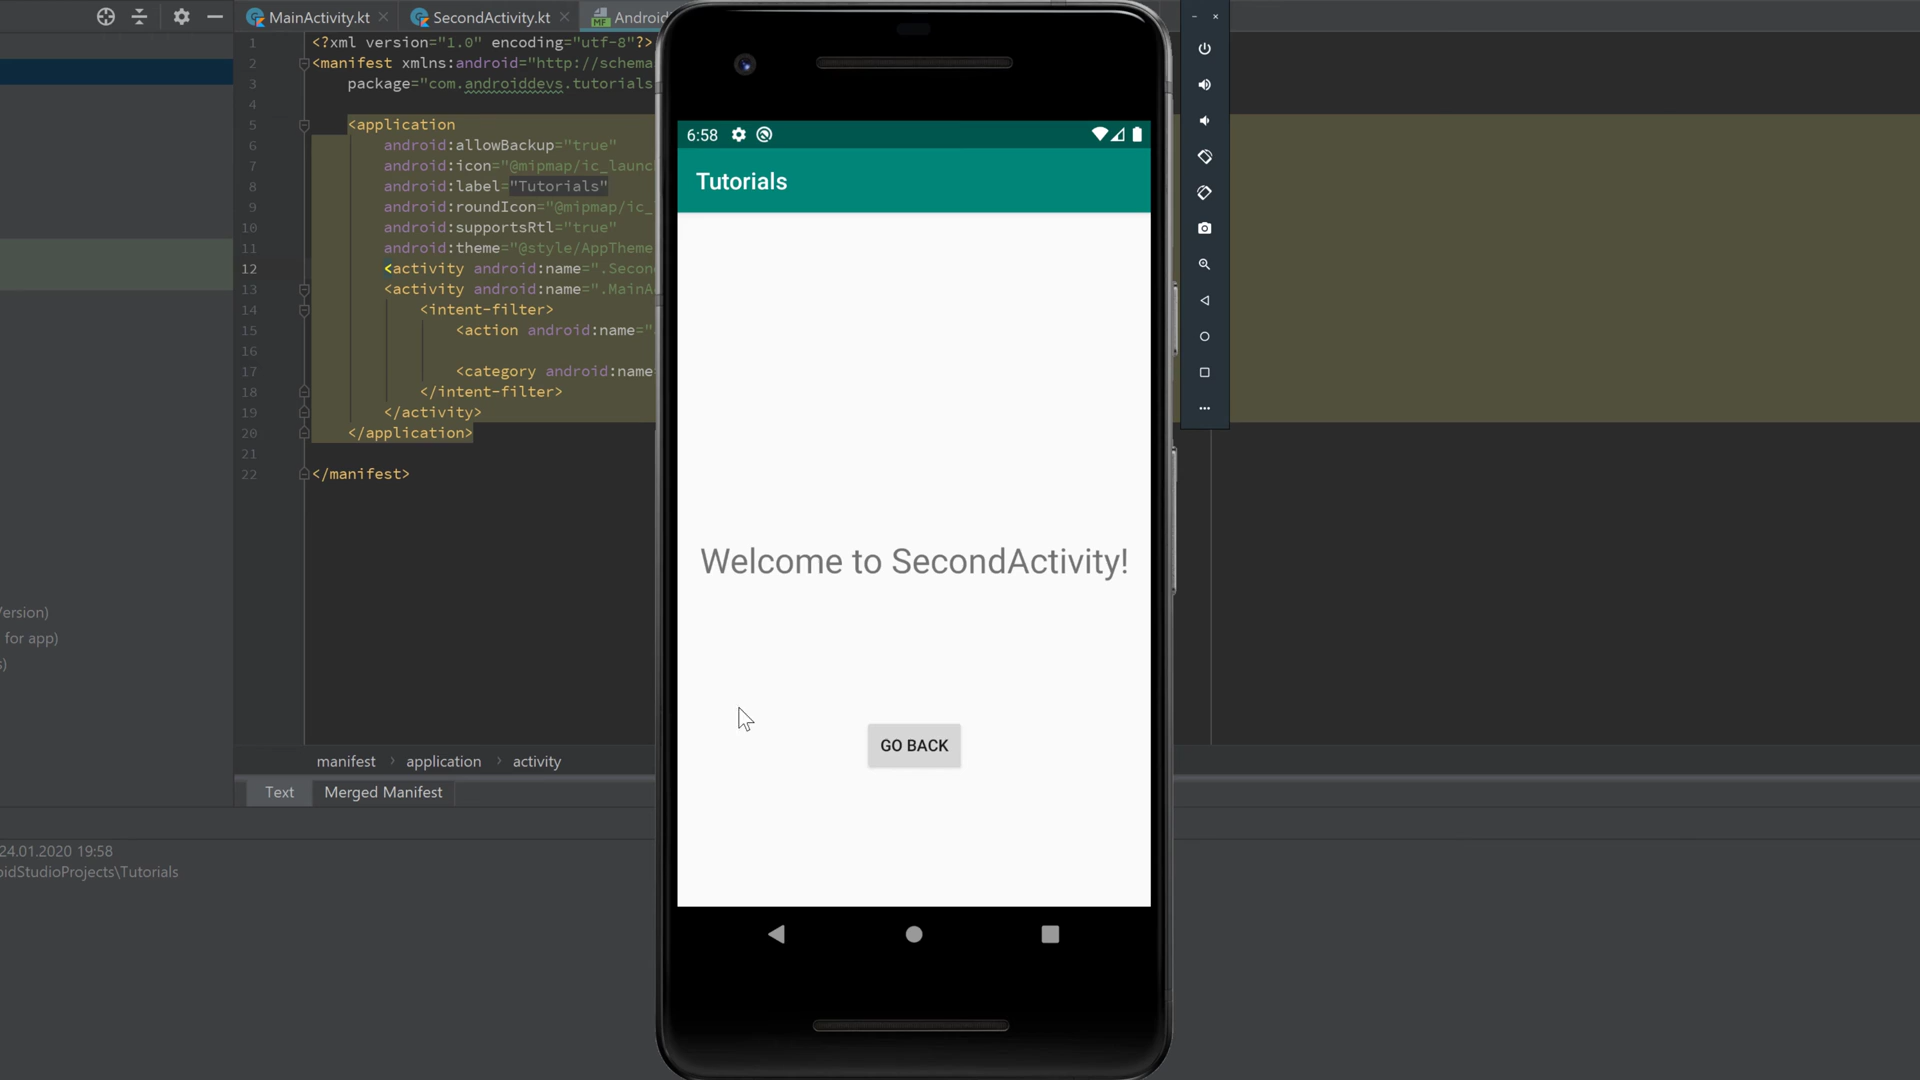 MainActivity.kt
SecondActivity.kt
Android
1 <?xml version="1.0" encoding="utf-8"?>
2 <manifest xmlns:android="http://schema
3 package="com.androiddevs.tutorials
4
5 <application
6 android:allowBackup="true"
7 android:icon="@mipmap/ic_launc
8 android:label="Tutorials"
9 android:roundIcon="@mipmap/ic_
10 android:supportsRtl="true"
11 android:theme="@style/AppTheme
12 <activity android:name=".Secon
13 <activity android:name=".MainA
14 <intent-filter>
15 <action android:name="
16
17 <category android:name
18 </intent-filter>
19 </activity>
20 </application>
21
22 </manifest>
6:58
Tutorials
Welcome to SecondActivity!
GO BACK
Version)
for app)
s)
manifest › application › activity
Text
Merged Manifest
24.01.2020 19:58
oidStudioProjects\Tutorials